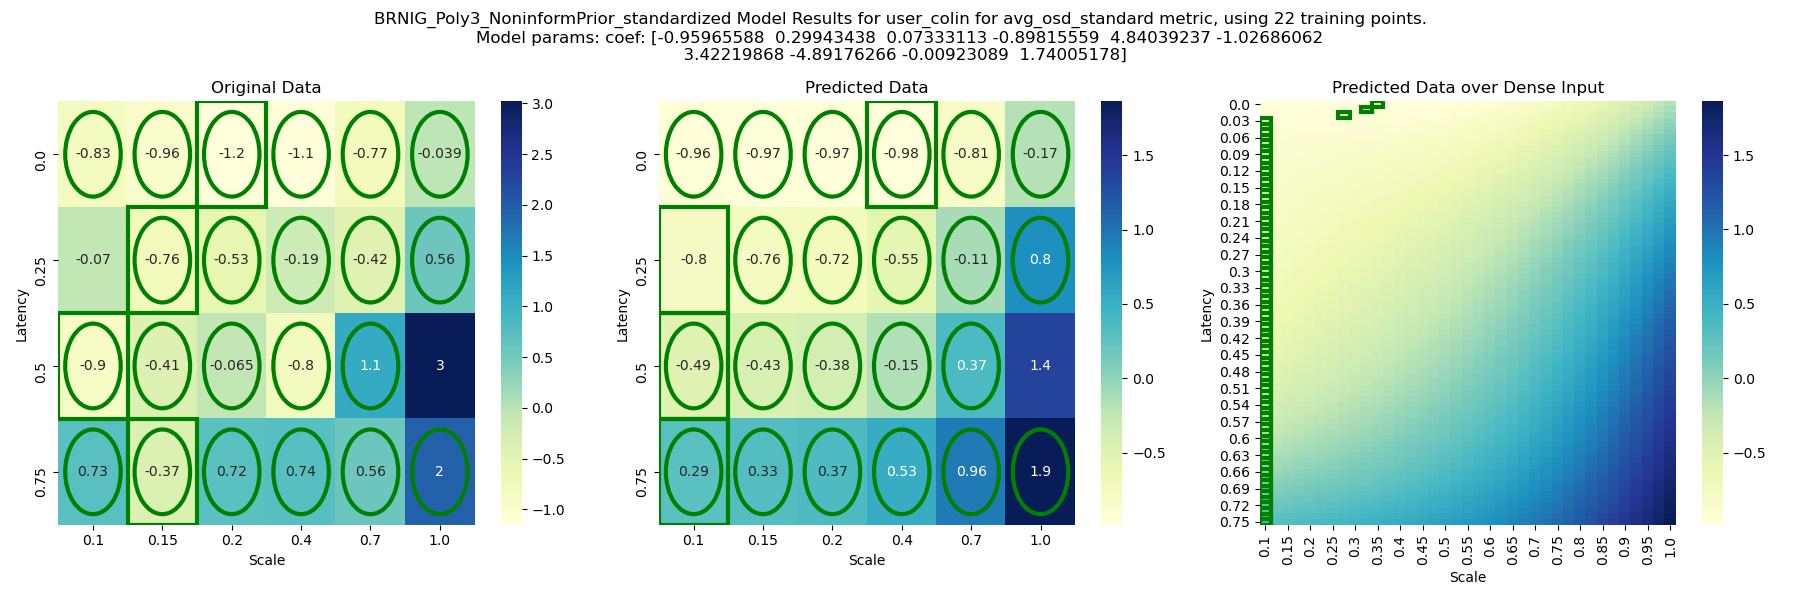 BRNIG_Poly3_NoninformPrior_standardized Model Results for user_colin for avg_osd_standard metric, using 22 training points.
Model params: coef: [-0.95965588 0.29943438 0.07333113 -0.89815559 4.84039237 -1.02686062
3.42219868 -4.89176266 -0.00923089 1.74005178]
Original Data
-0.83 -0.96 -1.2 -1.1 -0.77 -0.039
-0.07 -0.76 -0.53 -0.19 -0.42 0.56
-0.9 -0.41 -0.065 -0.8 1.1 3
0.73 -0.37 0.72 0.74 0.56 2
0.0
0.25
0.5
0.75
Latency
0.1 0.15 0.2 0.4 0.7 1.0
Scale
3.0
2.5
2.0
1.5
1.0
0.5
0.0
−0.5
−1.0
Predicted Data
-0.96 -0.97 -0.97 -0.98 -0.81 -0.17
-0.8 -0.76 -0.72 -0.55 -0.11 0.8
-0.49 -0.43 -0.38 -0.15 0.37 1.4
0.29 0.33 0.37 0.53 0.96 1.9
0.0
0.25
0.5
0.75
Latency
0.1 0.15 0.2 0.4 0.7 1.0
Scale
1.5
1.0
0.5
0.0
−0.5
Predicted Data over Dense Input
0.0
0.03
0.06
0.09
0.12
0.15
0.18
0.21
0.24
0.27
0.3
0.33
0.36
0.39
0.42
0.45
0.48
0.51
0.54
0.57
0.6
0.63
0.66
0.69
0.72
0.75
Latency
0.1 0.15 0.2 0.25 0.3 0.35 0.4 0.45 0.5 0.55 0.6 0.65 0.7 0.75 0.8 0.85 0.9 0.95 1.0
Scale
1.5
1.0
0.5
0.0
−0.5